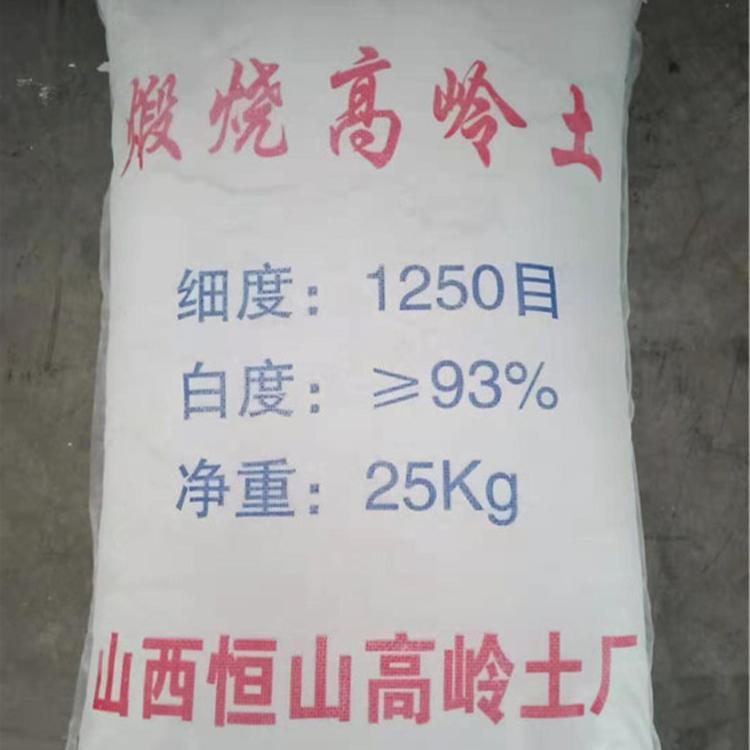 煅烧高岭土
细度：1250目
白度：≥93%
净重：25Kg
山西恒山高岭土厂